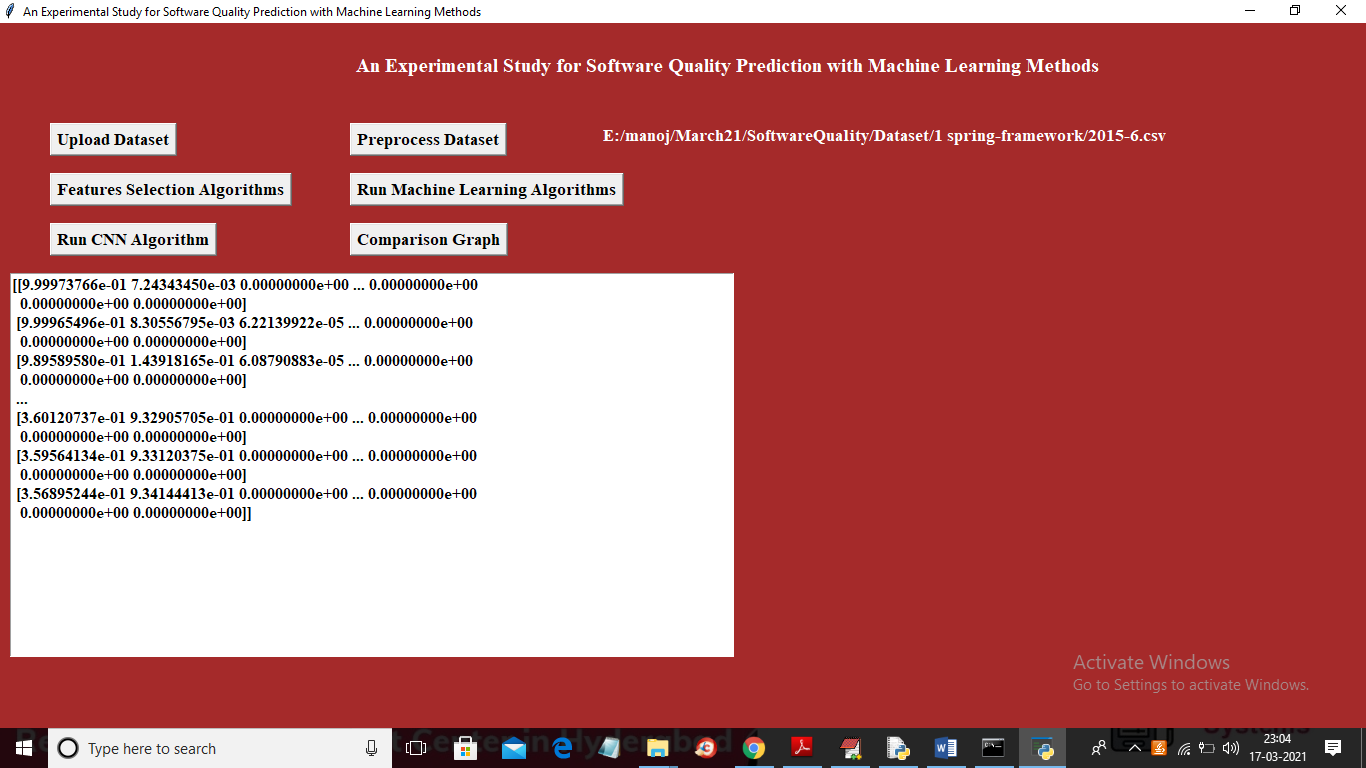 An Experimental Study for Software Quality Prediction with Machine Learning Methods
An Experimental Study for Software Quality Prediction with Machine Learning Methods
Upload Dataset
Preprocess Dataset
E:/manoj/March21/SoftwareQuality/Dataset/1 spring-framework/2015-6.csv
Features Selection Algorithms
Run Machine Learning Algorithms
Run CNN Algorithm
Comparison Graph
[[9.99973766e-01 7.24343450e-03 0.00000000e+00 ... 0.00000000e+00
0.00000000e+00 0.00000000e+00]
[9.99965496e-01 8.30556795e-03 6.22139922e-05 ... 0.00000000e+00
0.00000000e+00 0.00000000e+00]
[9.89589580e-01 1.43918165e-01 6.08790883e-05 ... 0.00000000e+00
0.00000000e+00 0.00000000e+00]
...
[3.60120737e-01 9.32905705e-01 0.00000000e+00 ... 0.00000000e+00
0.00000000e+00 0.00000000e+00]
[3.59564134e-01 9.33120375e-01 0.00000000e+00 ... 0.00000000e+00
0.00000000e+00 0.00000000e+00]
[3.56895244e-01 9.34144413e-01 0.00000000e+00 ... 0.00000000e+00
0.00000000e+00 0.00000000e+00]]
Activate Windows
Go to Settings to activate Windows.
Type here to search
23:04
17-03-2021